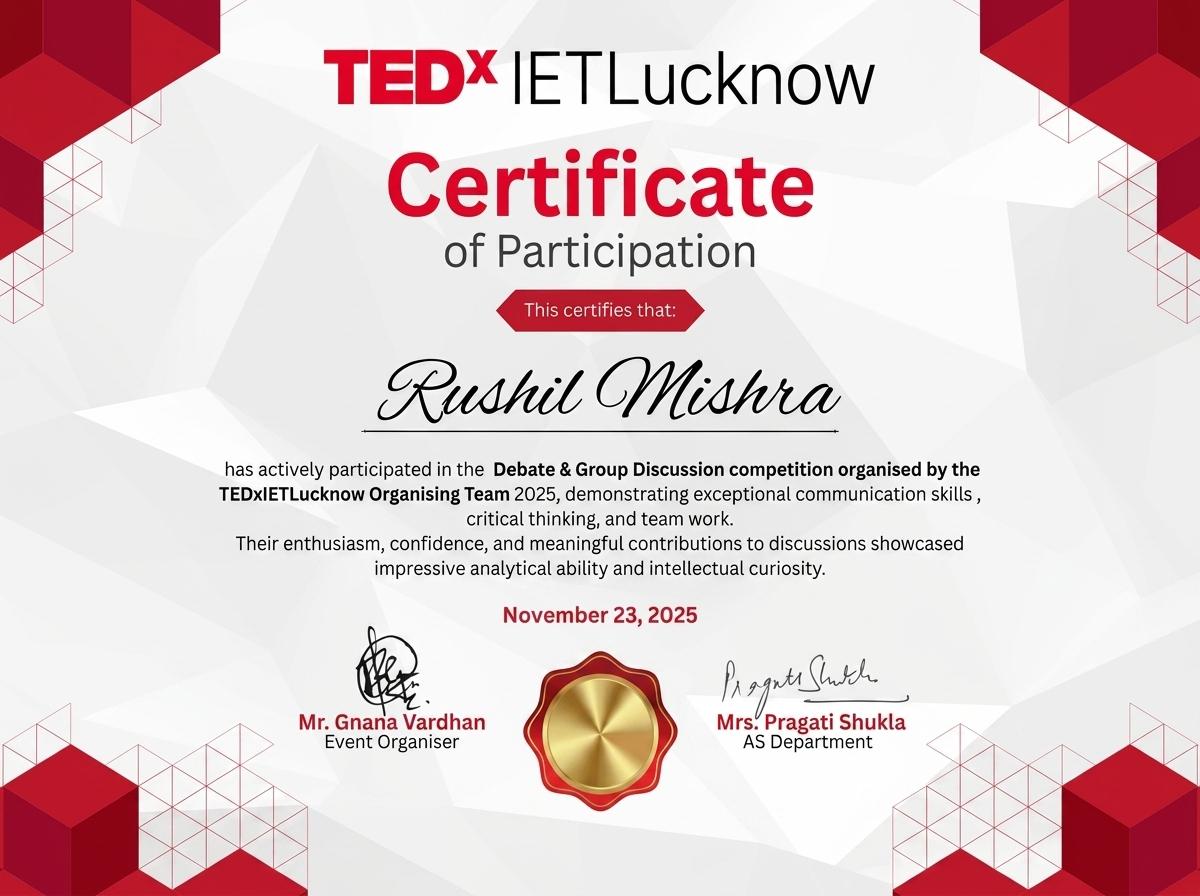 TEDx IETLucknow
Certificate
of Participation
This certifies that:
Rushil Mishra
has actively participated in the Debate & Group Discussion competition organised by the
TEDxIETLucknow Organising Team 2025, demonstrating exceptional communication skills ,
critical thinking, and team work.
Their enthusiasm, confidence, and meaningful contributions to discussions showcased
impressive analytical ability and intellectual curiosity.
November 23, 2025
Pragati Shukla
Mr. Gnana Vardhan
Mrs. Pragati Shukla
Event Organiser
AS Department